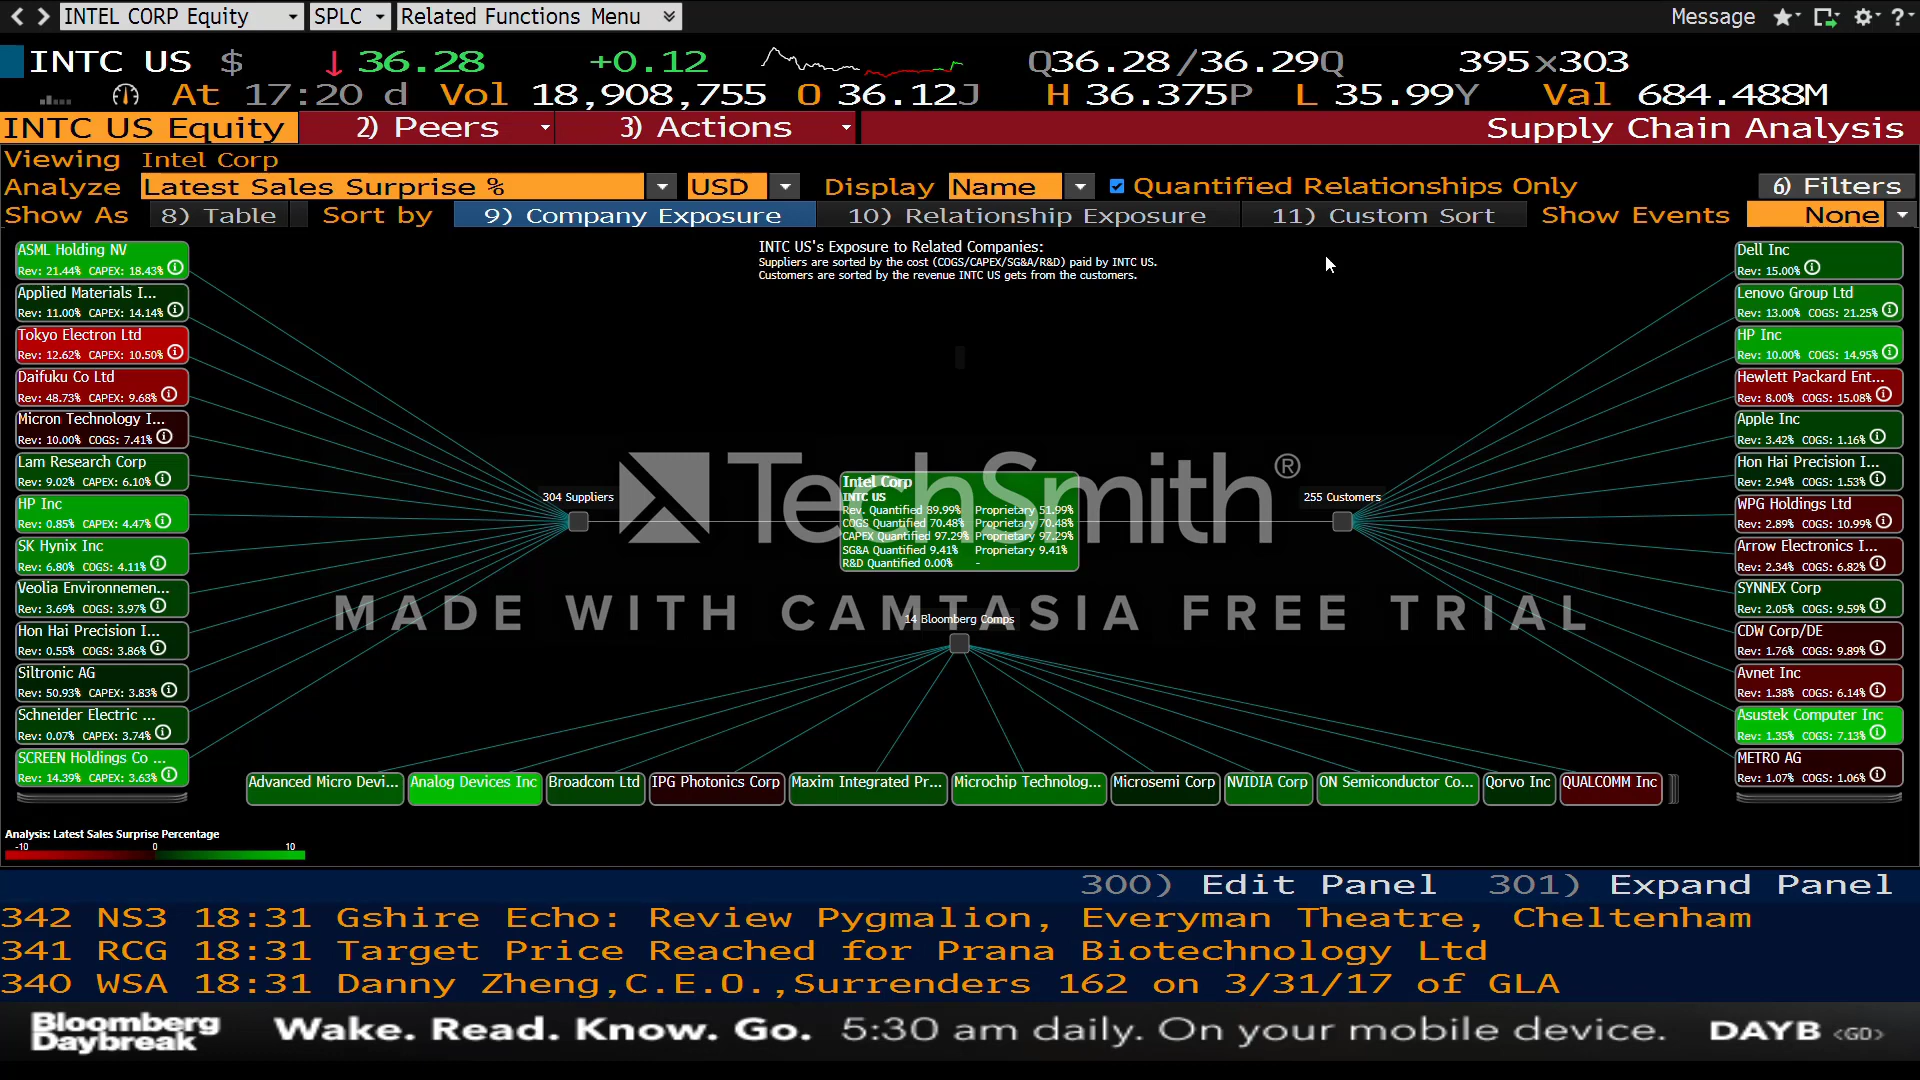 INTEL CORP Equity SPLC Related Functions Menu Message ?
INTC US $ ↓ 36.28 +0.12 Q36.28/36.29Q 395x303
At 17:20 d Vol 18,908,755 O 36.12J H 36.375P L 35.99Y Val 684.488M
INTC US Equity 2) Peers 3) Actions Supply Chain Analysis
Viewing Intel Corp
Analyze Latest Sales Surprise % USD Display Name Quantified Relationships Only 6) Filters
Show As 8) Table Sort by 9) Company Exposure 10) Relationship Exposure 11) Custom Sort Show Events None
INTC US's Exposure to Related Companies:
Suppliers are sorted by the cost (COGS/CAPEX/SG&A/R&D) paid by INTC US.
Customers are sorted by the revenue INTC US gets from the customers.
ASML Holding NV
Rev: 21.44% CAPEX: 18.43%
Applied Materials I...
Rev: 11.00% CAPEX: 14.14%
Tokyo Electron Ltd
Rev: 12.62% CAPEX: 10.50%
Daifuku Co Ltd
Rev: 48.73% CAPEX: 9.68%
Micron Technology I...
Rev: 10.00% COGS: 7.41%
Lam Research Corp
Rev: 9.02% CAPEX: 6.10%
HP Inc
Rev: 0.85% CAPEX: 4.47%
SK Hynix Inc
Rev: 6.80% COGS: 4.11%
Veolia Environnemen...
Rev: 3.69% COGS: 3.97%
Hon Hai Precision I...
Rev: 0.55% COGS: 3.86%
Siltronic AG
Rev: 50.93% CAPEX: 3.83%
Schneider Electric ...
Rev: 0.07% CAPEX: 3.74%
SCREEN Holdings Co ...
Rev: 14.39% CAPEX: 3.63%
304 Suppliers
TechSmith®
MADE WITH CAMTASIA FREE TRIAL
Intel Corp
INTC US
Rev. Quantified 89.99% Proprietary 51.99%
COGS Quantified 70.48% Proprietary 70.48%
CAPEX Quantified 97.29% Proprietary 97.29%
SG&A Quantified 9.41% Proprietary 9.41%
R&D Quantified 0.00% -
14 Bloomberg Comps
255 Customers
Dell Inc
Rev: 15.00%
Lenovo Group Ltd
Rev: 13.00% COGS: 21.25%
HP Inc
Rev: 10.00% COGS: 14.95%
Hewlett Packard Ent...
Rev: 8.00% COGS: 15.08%
Apple Inc
Rev: 3.42% COGS: 1.16%
Hon Hai Precision I...
Rev: 2.94% COGS: 1.53%
WPG Holdings Ltd
Rev: 2.89% COGS: 10.99%
Arrow Electronics I...
Rev: 2.34% COGS: 6.82%
SYNNEX Corp
Rev: 2.05% COGS: 9.59%
CDW Corp/DE
Rev: 1.76% COGS: 9.89%
Avnet Inc
Rev: 1.38% COGS: 6.14%
Asustek Computer Inc
Rev: 1.35% COGS: 7.13%
METRO AG
Rev: 1.07% COGS: 1.06%
Advanced Micro Devi... Analog Devices Inc Broadcom Ltd IPG Photonics Corp Maxim Integrated Pr... Microchip Technolog... Microsemi Corp NVIDIA Corp ON Semiconductor Co... Qorvo Inc QUALCOMM Inc
Analysis: Latest Sales Surprise Percentage
-10 0 10
300) Edit Panel 301) Expand Panel
342 NS3 18:31 Gshire Echo: Review Pygmalion, Everyman Theatre, Cheltenham
341 RCG 18:31 Target Price Reached for Prana Biotechnology Ltd
340 WSA 18:31 Danny Zheng,C.E.O.,Surrenders 162 on 3/31/17 of GLA
Bloomberg
Daybreak
Wake. Read. Know. Go. 5:30 am daily. On your mobile device. DAYB <GO>